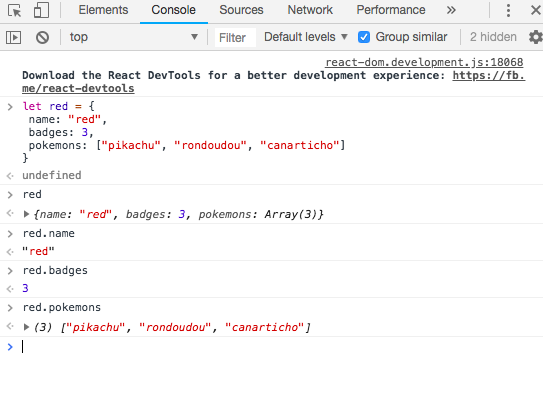 Elements Console Sources Network Performance »
top Filter Default levels Group similar 2 hidden
react-dom.development.js:18068
Download the React DevTools for a better development experience: https://fb.
me/react-devtools
> let red = {
name: "red",
badges: 3,
pokemons: ["pikachu", "rondoudou", "canarticho"]
}
undefined
> red
{name: "red", badges: 3, pokemons: Array(3)}
> red.name
"red"
> red.badges
3
> red.pokemons
(3) ["pikachu", "rondoudou", "canarticho"]
>